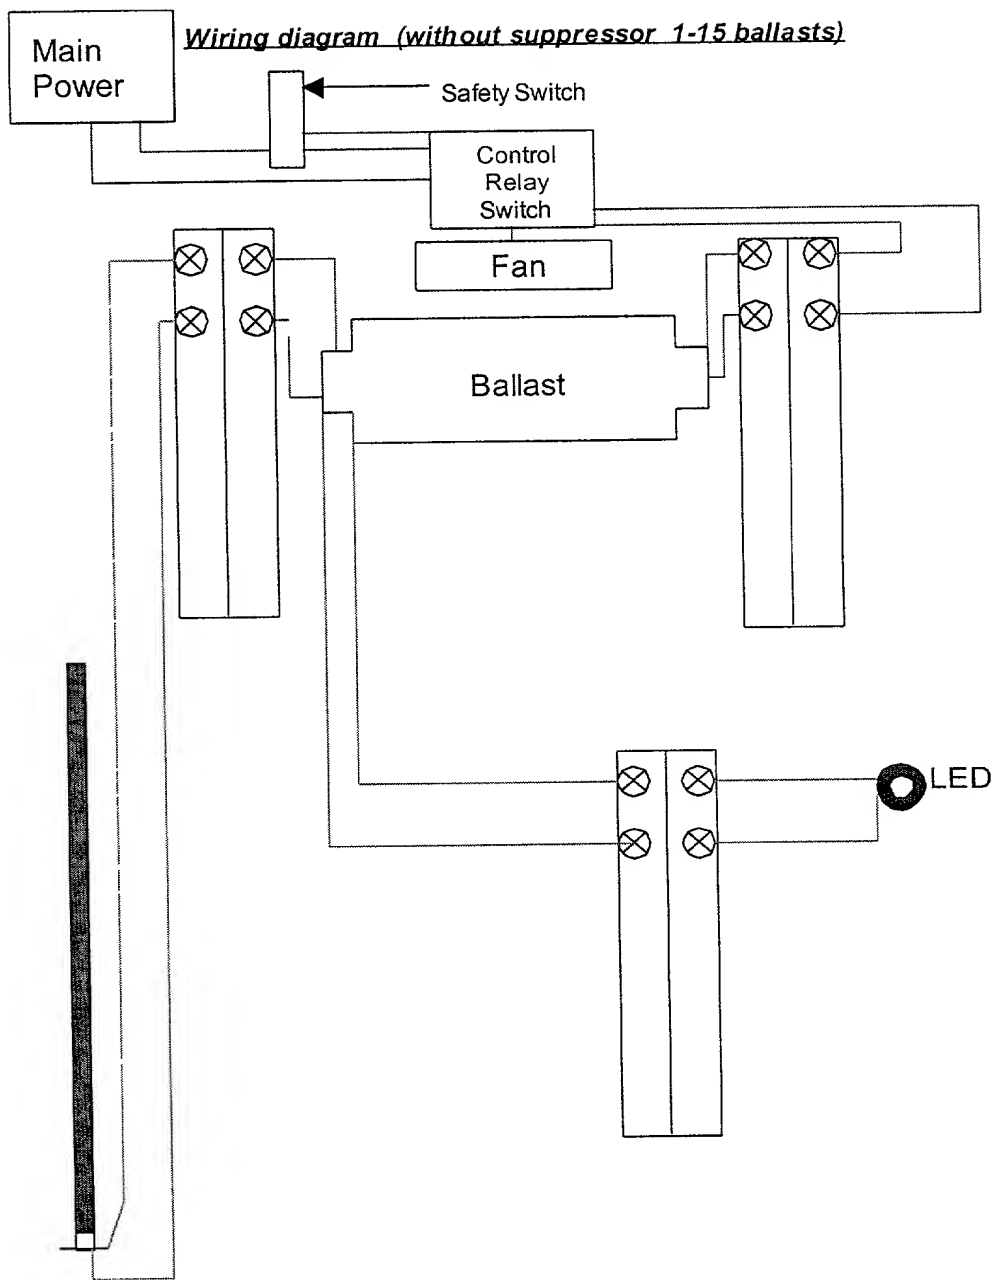 Wiring diagram (without suppressor 1-15 ballasts)
Main
Power
Safety Switch
Control
Relay
Switch
Fan
Ballast
LED